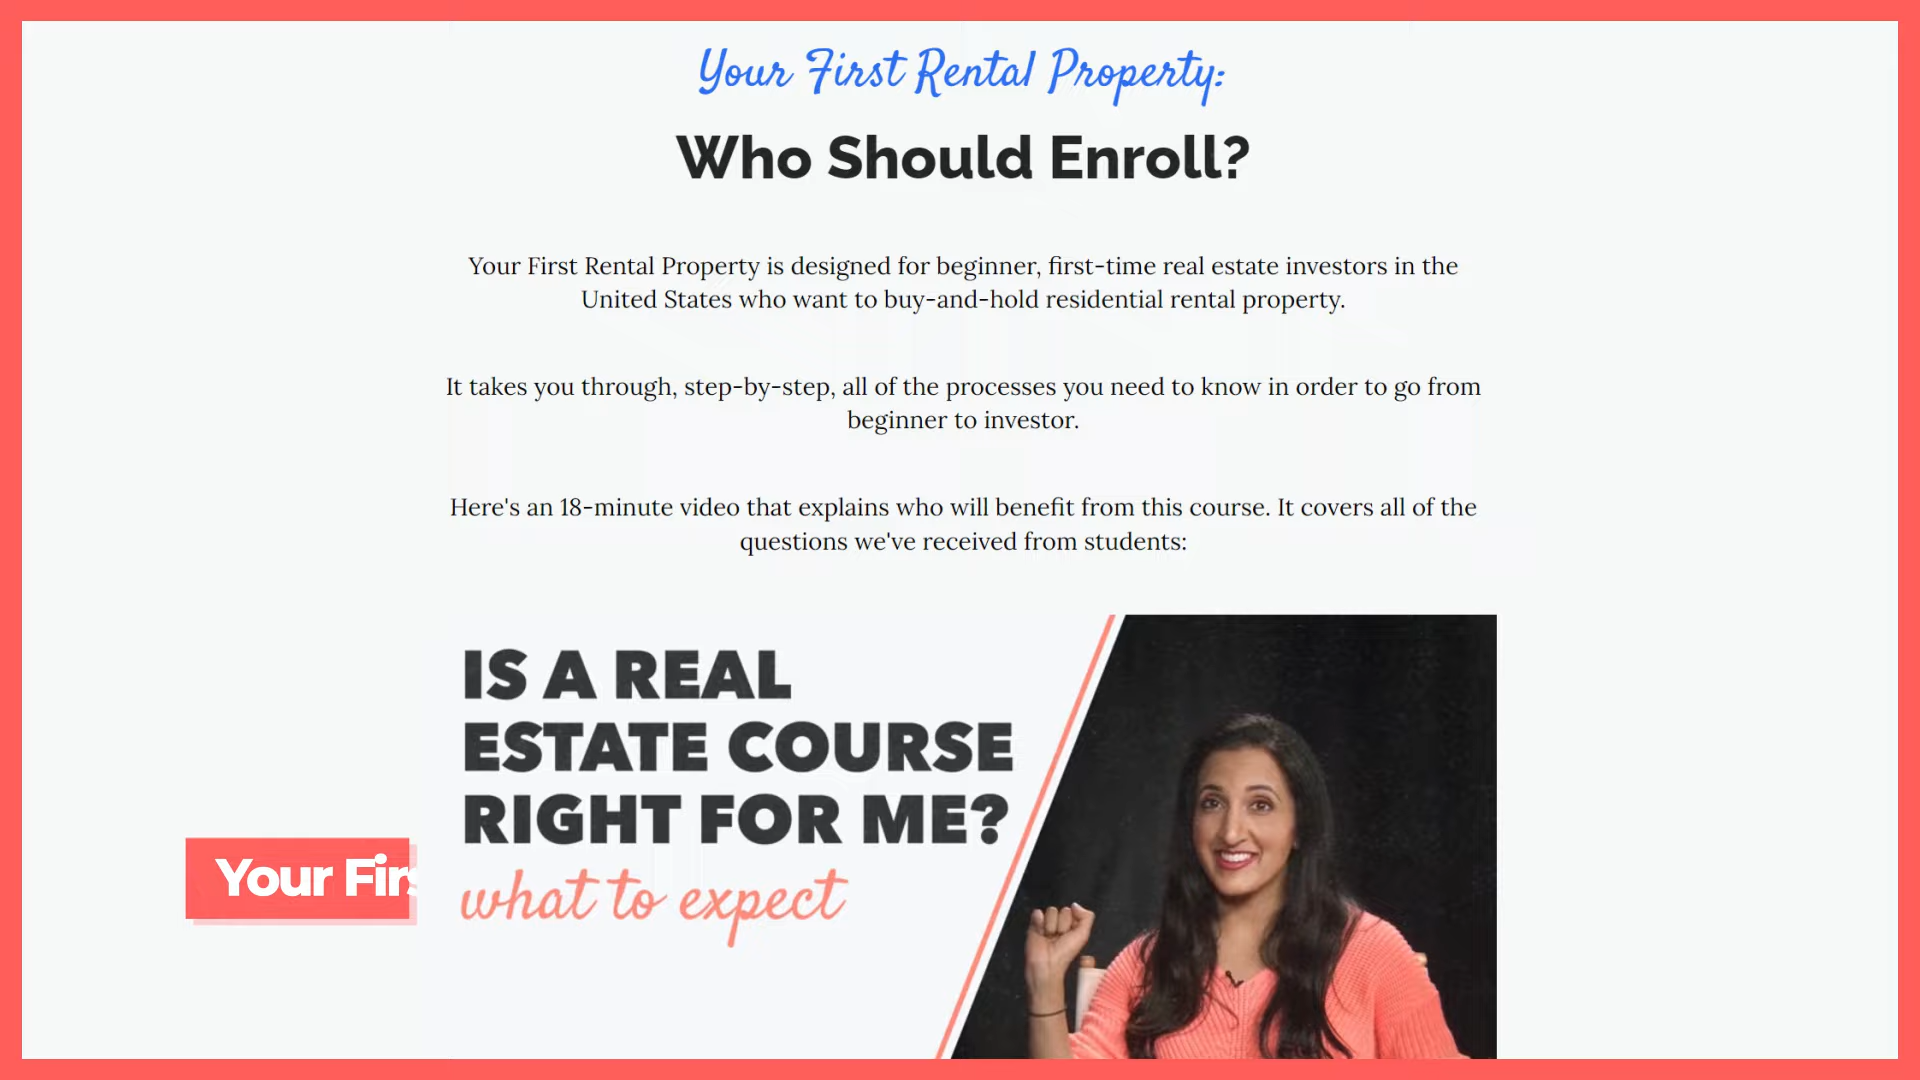 Your First Rental Property:
Who Should Enroll?
Your First Rental Property is designed for beginner, first-time real estate investors in the
United States who want to buy-and-hold residential rental property.
It takes you through, step-by-step, all of the processes you need to know in order to go from
beginner to investor.
Here's an 18-minute video that explains who will benefit from this course. It covers all of the
questions we've received from students:
IS A REAL
ESTATE COURSE
RIGHT FOR ME?
what to expect
Your Firs